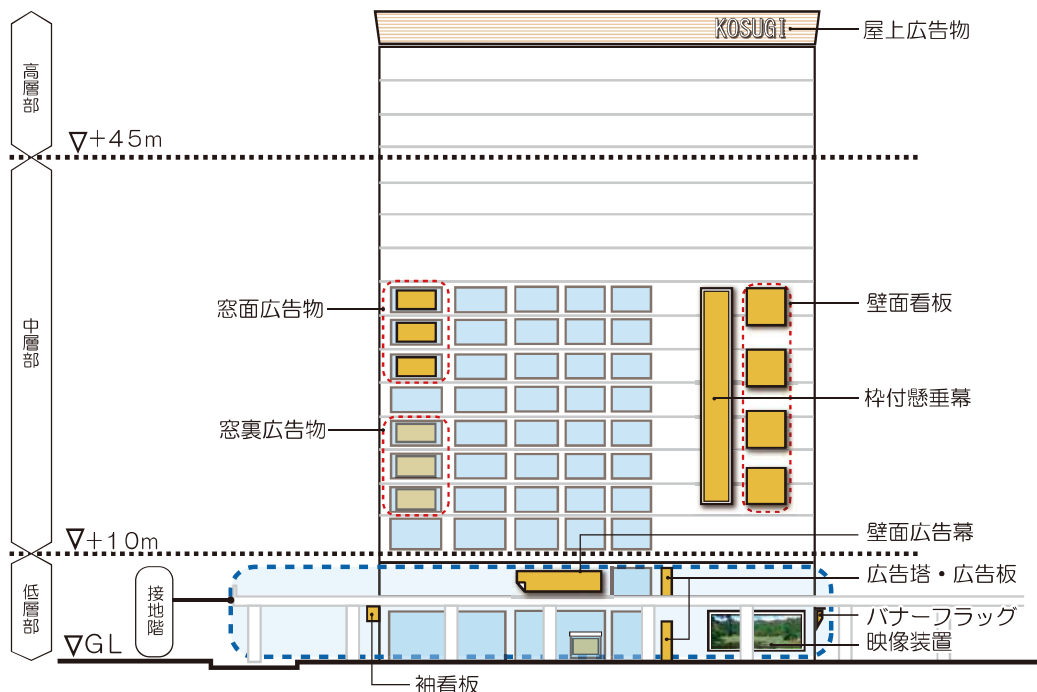 KOSUGI
屋上広告物
高層部
▽+45m
中層部
窓面広告物
壁面看板
枠付懸垂幕
窓裏広告物
壁面広告幕
▽+10m
低層部
接地階
広告塔・広告板
バナーフラッグ
映像装置
▽GL
袖看板